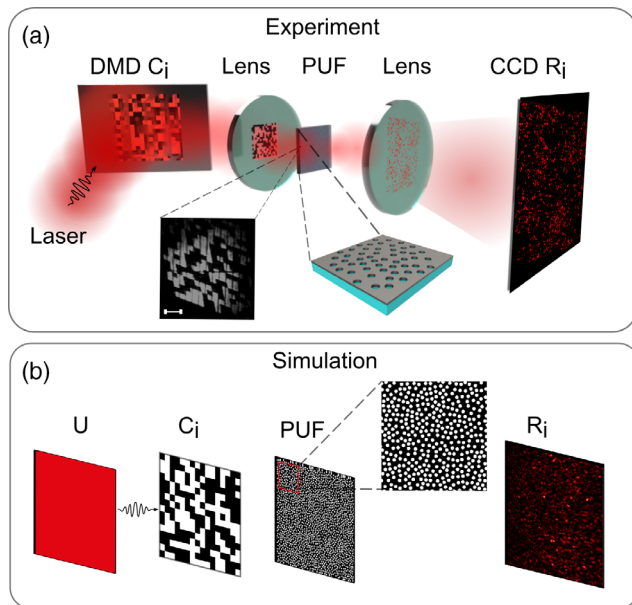 (a)
Experiment
DMD Ci Lens PUF Lens CCD Ri
Laser
(b)
Simulation
U Ci PUF Ri